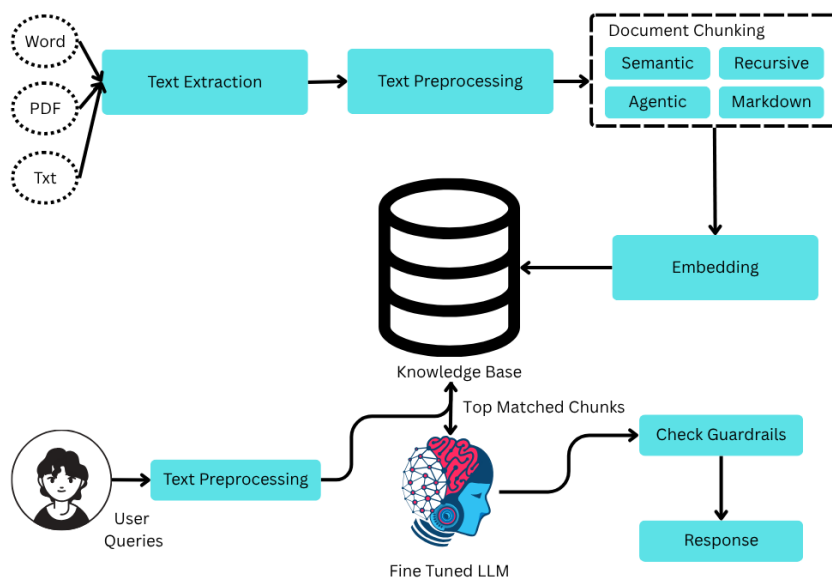 Word
PDF
Txt
Text Extraction
Text Preprocessing
Document Chunking
Semantic
Recursive
Agentic
Markdown
Embedding
Knowledge Base
Top Matched Chunks
User
Queries
Text Preprocessing
Fine Tuned LLM
Check Guardrails
Response